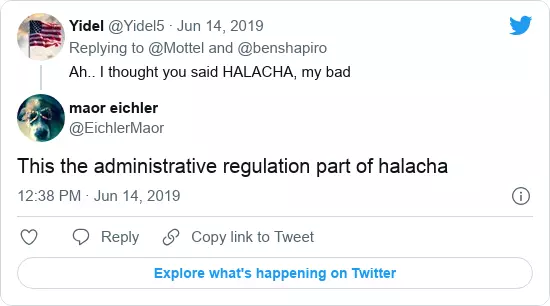 Yidel @Yidel5 · Jun 14, 2019
Replying to @Mottel and @benshapiro
Ah.. I thought you said HALACHA, my bad
maor eichler
@EichlerMaor
This the administrative regulation part of halacha
12:38 PM · Jun 14, 2019
Reply Copy link to Tweet
Explore what's happening on Twitter